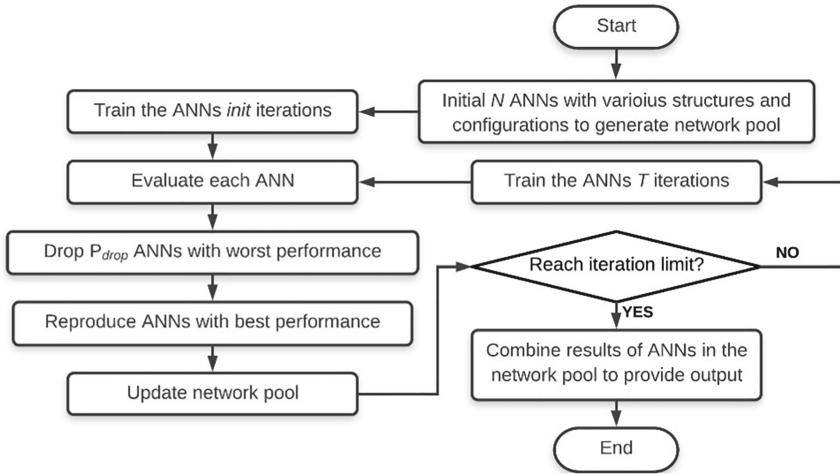 Start
Initial N ANNs with varioius structures and
configurations to generate network pool
Train the ANNs init iterations
Evaluate each ANN
Train the ANNs T iterations
Drop Pdrop ANNs with worst performance
Reproduce ANNs with best performance
Update network pool
Reach iteration limit?
NO
YES
Combine results of ANNs in the
network pool to provide output
End